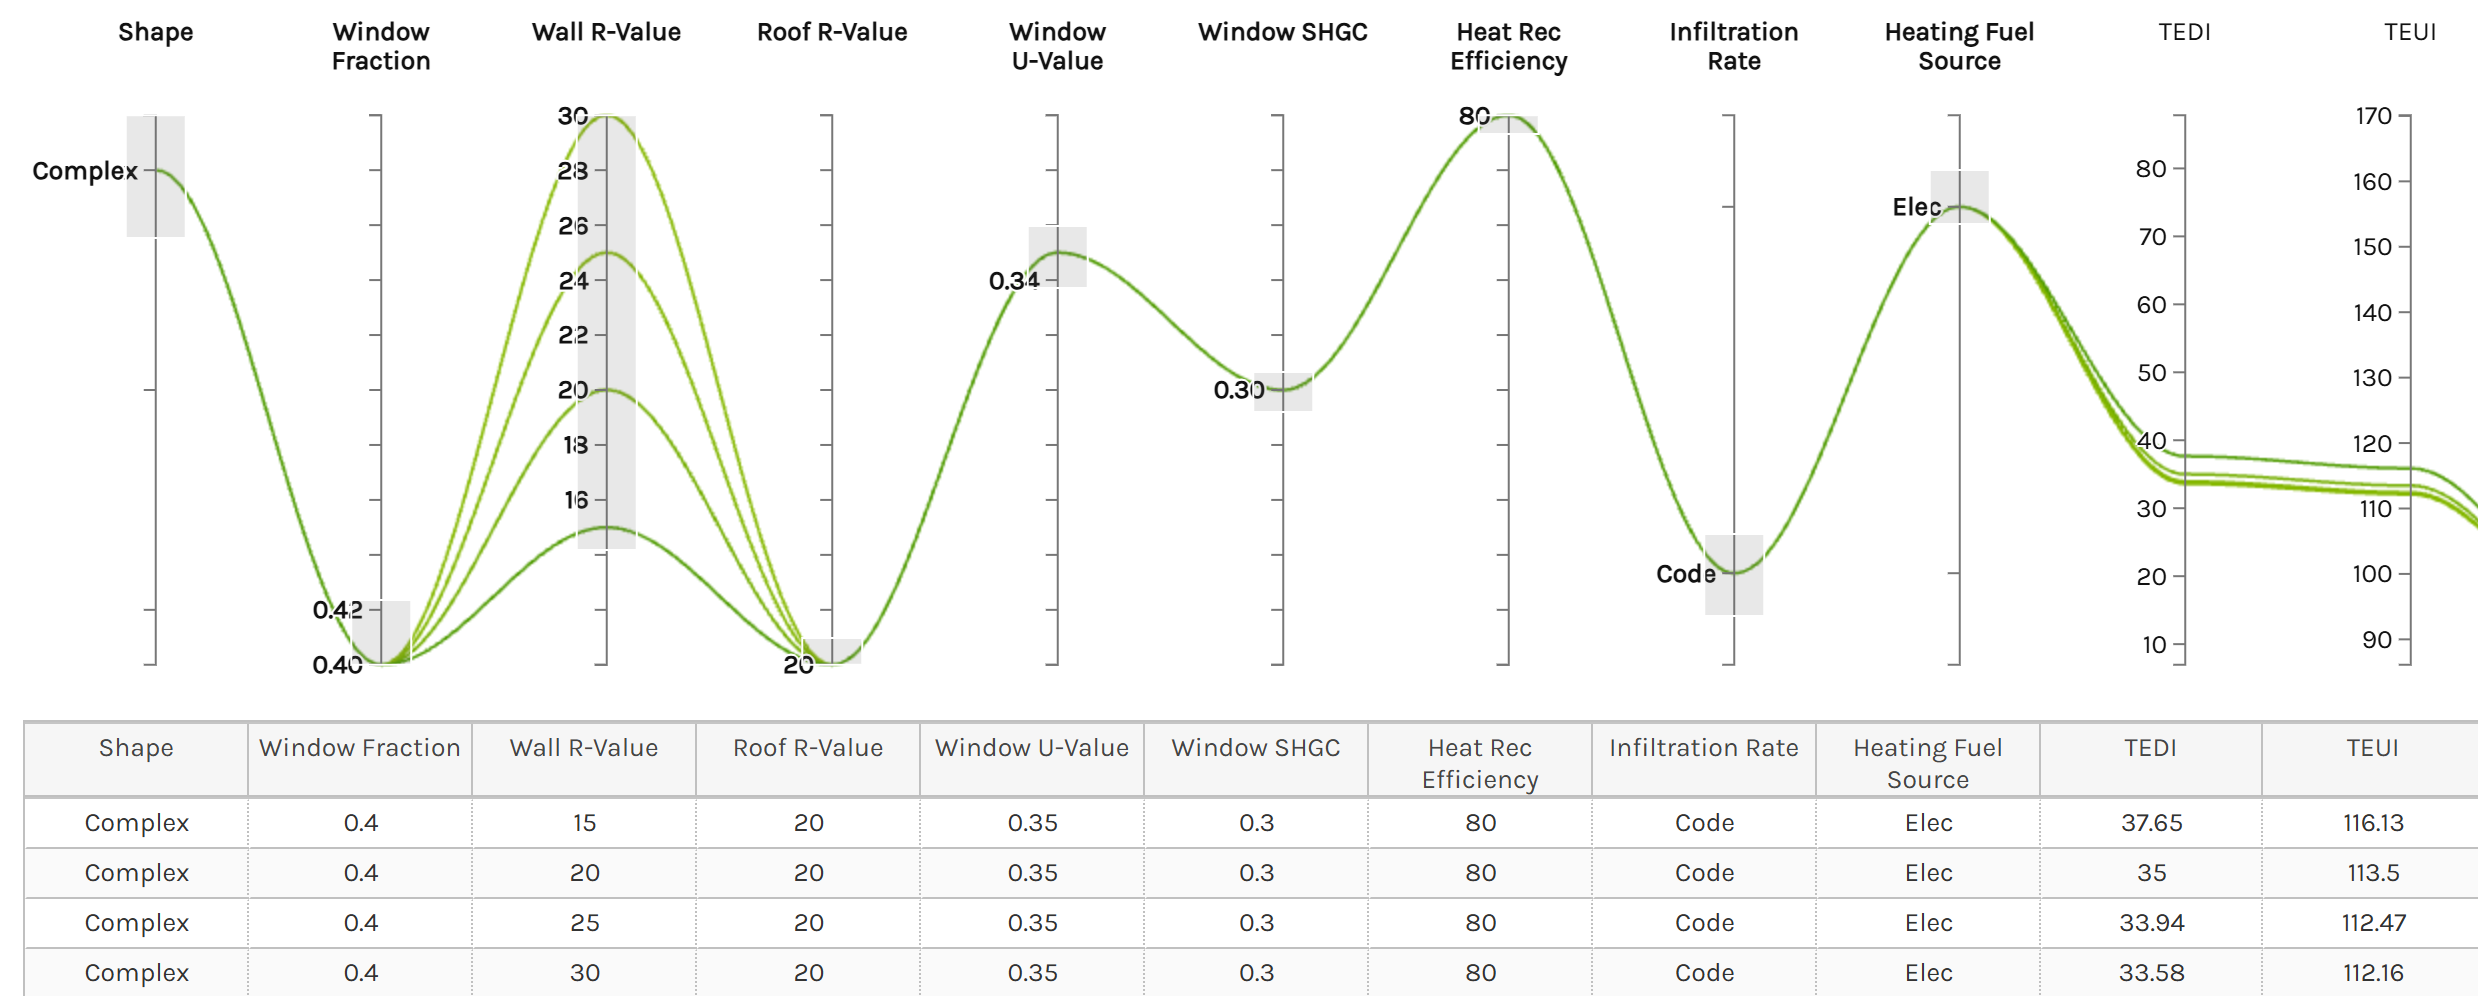 Shape
Window
Fraction
Wall R-Value
Roof R-Value
Window
U-Value
Window SHGC
Heat Rec
Efficiency
Infiltration
Rate
Heating Fuel
Source
TEDI
TEUI
Complex
0.42
0.40
30
28
26
24
22
20
18
16
20
0.34
0.30
80
Code
Elec
80
70
60
50
40
30
20
10
170
160
150
140
130
120
110
100
90
Shape Window Fraction Wall R-Value Roof R-Value Window U-Value Window SHGC Heat Rec Efficiency Infiltration Rate Heating Fuel Source TEDI TEUI
Complex 0.4 15 20 0.35 0.3 80 Code Elec 37.65 116.13
Complex 0.4 20 20 0.35 0.3 80 Code Elec 35 113.5
Complex 0.4 25 20 0.35 0.3 80 Code Elec 33.94 112.47
Complex 0.4 30 20 0.35 0.3 80 Code Elec 33.58 112.16